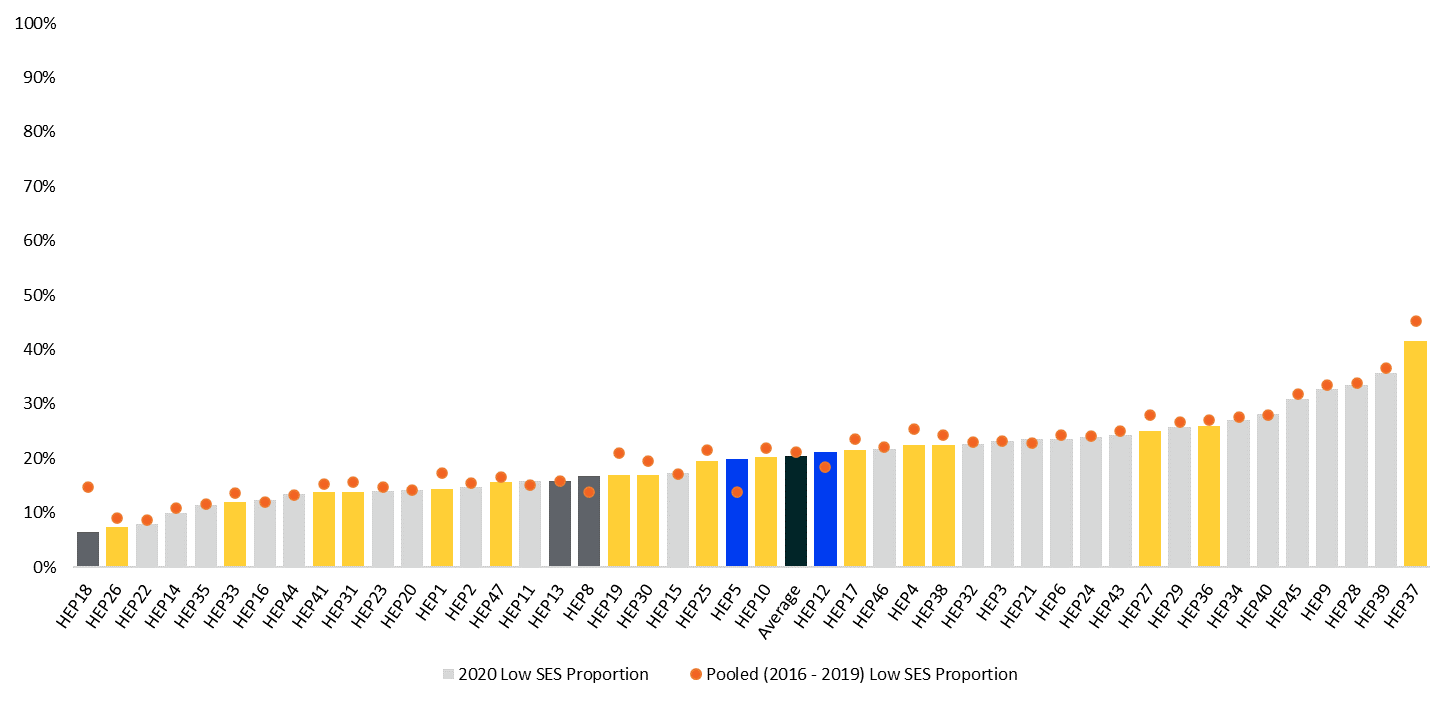 100%
90%
80%
70%
60%
50%
40%
30%
20%
10%
0%
HEP18
HEP26
HEP22
HEP14
HEP35
HEP33
HEP16
HEP44
HEP41
HEP31
HEP23
HEP20
HEP1
HEP2
HEP47
HEP11
HEP13
HEP8
HEP19
HEP30
HEP15
HEP25
HEP5
HEP10
Average
HEP12
HEP17
HEP46
HEP4
HEP38
HEP32
HEP3
HEP21
HEP6
HEP24
HEP43
HEP27
HEP29
HEP36
HEP34
HEP40
HEP45
HEP9
HEP28
HEP39
HEP37
2020 Low SES Proportion
Pooled (2016 - 2019) Low SES Proportion